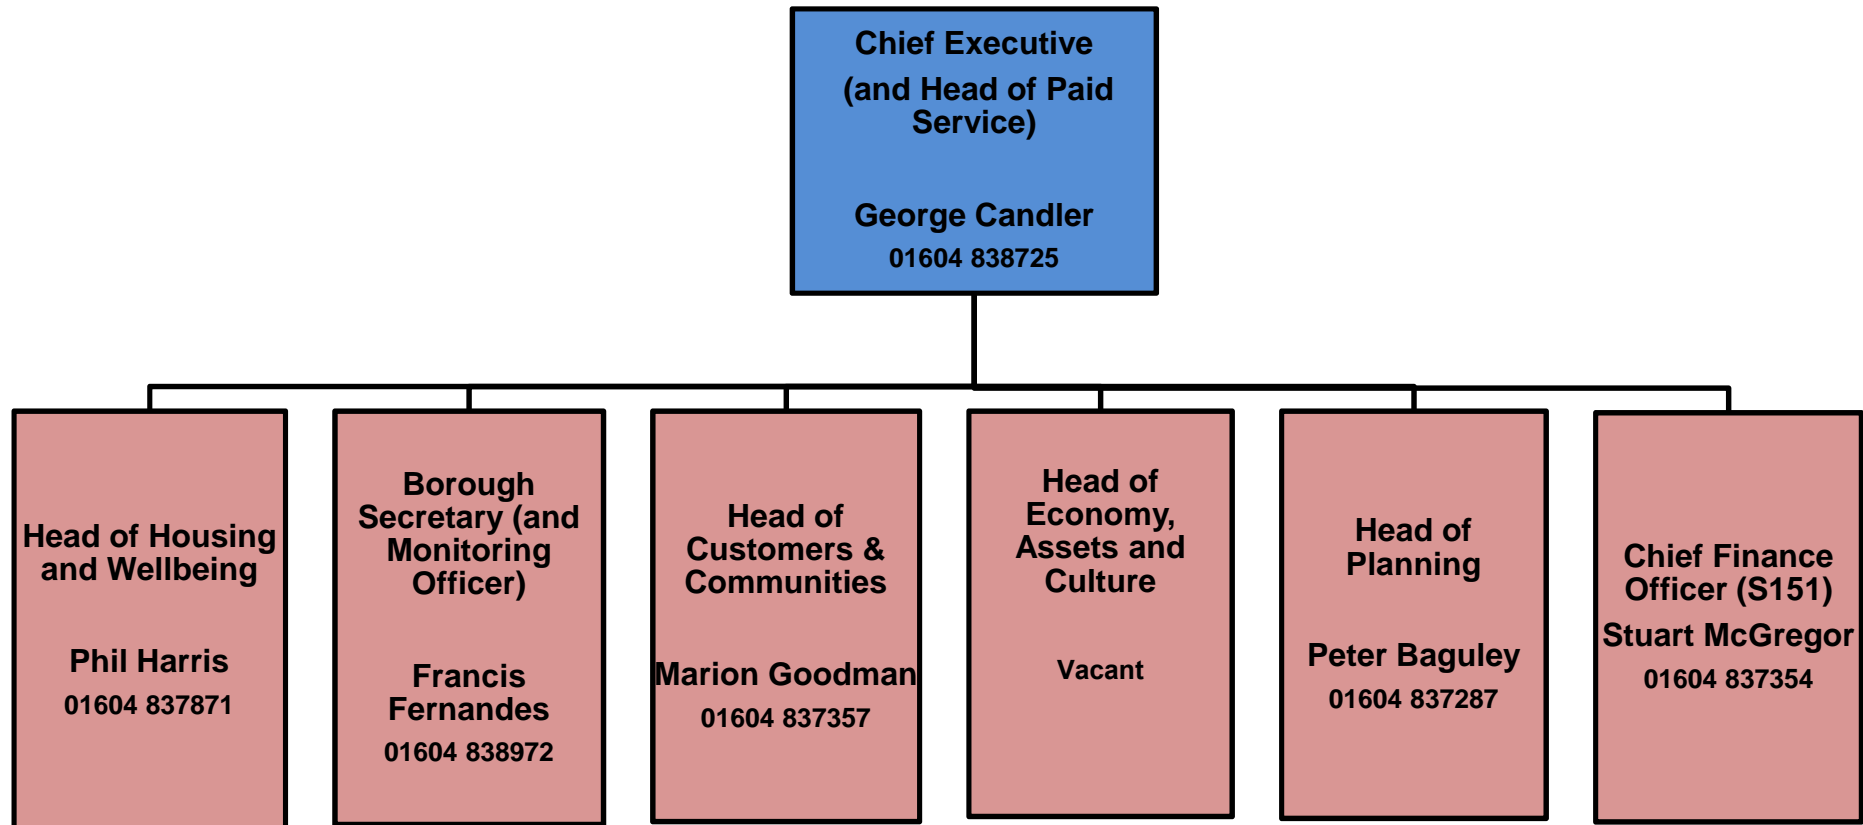 Chief Executive
(and Head of Paid
Service)
George Candler
01604 838725
Head of Housing
and Wellbeing
Phil Harris
01604 837871
Borough
Secretary (and
Monitoring
Officer)
Francis
Fernandes
01604 838972
Head of
Customers &
Communities
Marion Goodman
01604 837357
Head of
Economy,
Assets and
Culture
Vacant
Head of
Planning
Peter Baguley
01604 837287
Chief Finance
Officer (S151)
Stuart McGregor
01604 837354